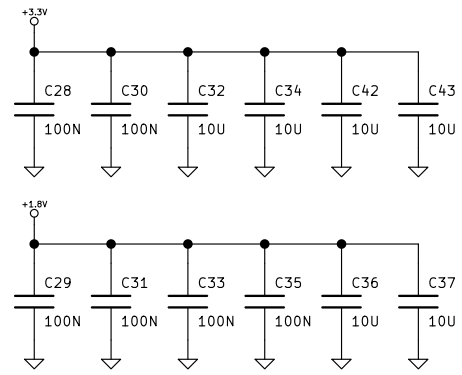 +3.3V
C28 C30 C32 C34 C42 C43
100N 100N 10U 10U 10U 10U
+1.8V
C29 C31 C33 C35 C36 C37
100N 100N 100N 100N 10U 10U